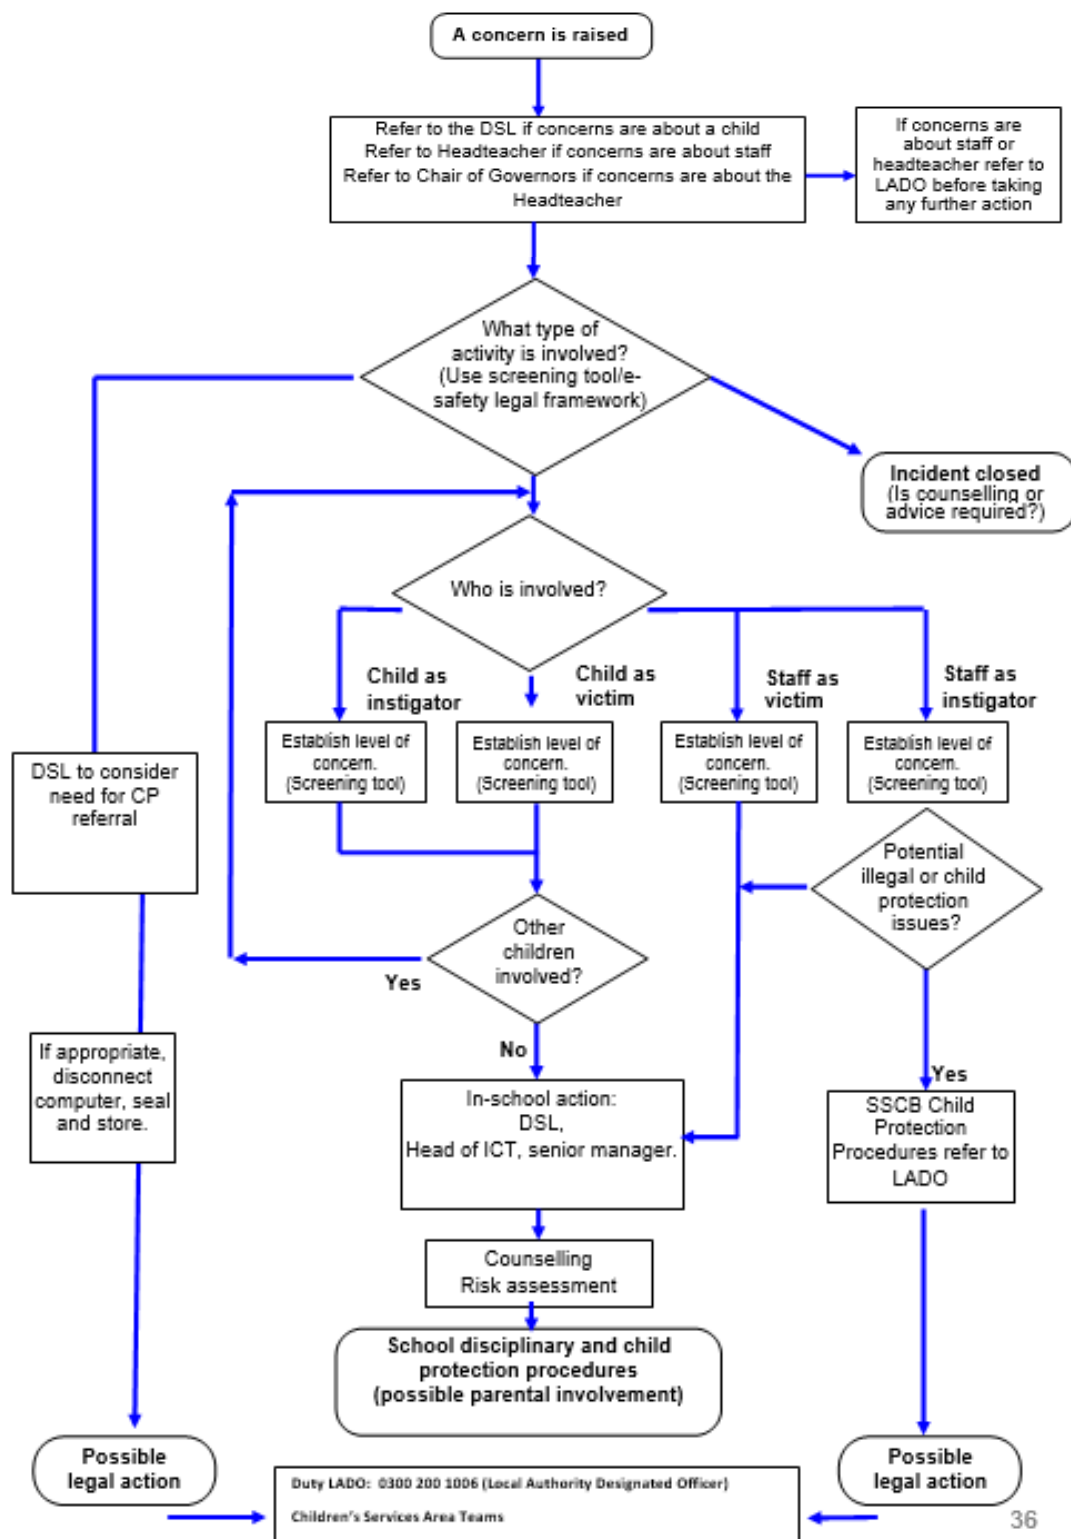 A concern is raised
Refer to the DSL if concerns are about a child
Refer to Headteacher if concerns are about staff
Refer to Chair of Governors if concerns are about the
Headteacher
If concerns are
about staff or
headteacher refer to
LADO before taking
any further action
What type of
activity is involved?
(Use screening tool/e-
safety legal framework)
Incident closed
(Is counselling or
advice required?)
Who is involved?
Child as
instigator
Child as
victim
Staff as
victim
Staff as
instigator
Establish level of
concern.
(Screening tool)
Establish level of
concern.
(Screening tool)
Establish level of
concern.
(Screening tool)
Establish level of
concern.
(Screening tool)
DSL to consider
need for CP
referral
Potential
illegal or child
protection
issues?
Other
children
involved?
Yes
No
If appropriate,
disconnect
computer, seal
and store.
Yes
In-school action:
DSL,
Head of ICT, senior manager.
SSCB Child
Protection
Procedures refer to
LADO
Counselling
Risk assessment
School disciplinary and child
protection procedures
(possible parental involvement)
Possible
legal action
Possible
legal action
Duty LADO: 0300 200 1006 (Local Authority Designated Officer)
Children's Services Area Teams
36